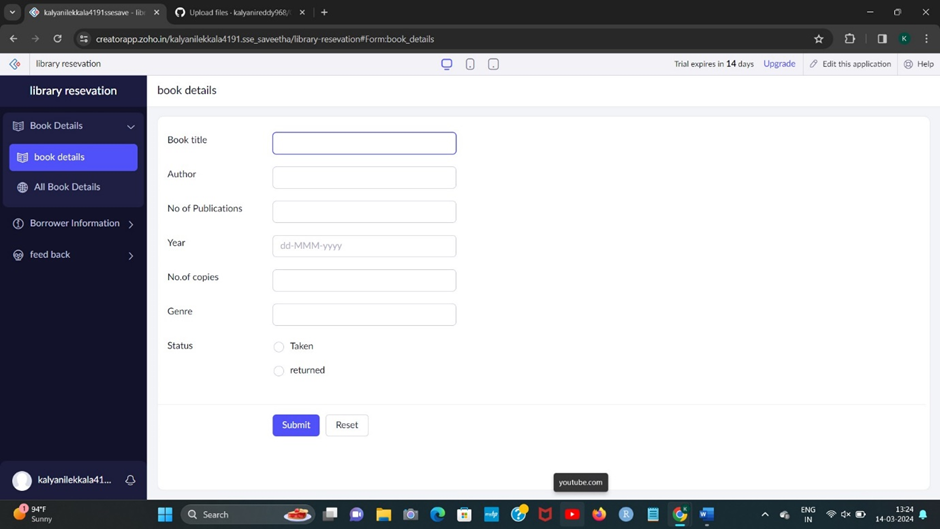 kalyanilekkala4191ssesave - libr
Upload files - kalyanireddy968/
creatorapp.zoho.in/kalyanilekkala4191.sse_saveetha/library-resevation#Form:book_details
K
library resevation
Trial expires in 14 days
Upgrade
Edit this application
Help
library resevation
book details
Book Details
book details
All Book Details
Borrower Information
feed back
Book title
Author
No of Publications
Year
dd-MMM-yyyy
No.of copies
Genre
Status
Taken
returned
Submit
Reset
kalyanilekkala41...
youtube.com
94°F
Sunny
Search
ENG
IN
13:24
14-03-2024